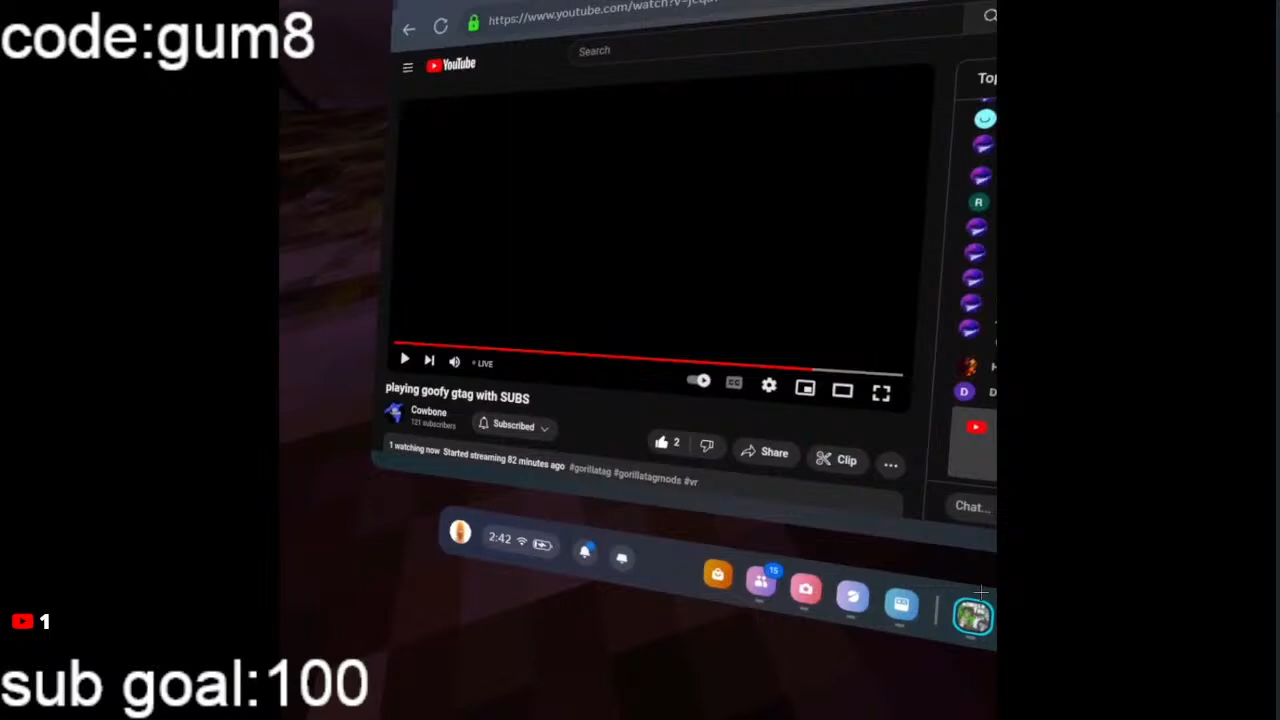 code:gum8
https://www.youtube.com/watch?v=
YouTube
Search
Top
LIVE
playing goofy gtag with SUBS
Cowbone
121 subscribers
Subscribed
2
Share
Clip
1 watching now Started streaming 82 minutes ago #gorillatag #gorillatagmods #vr
R
D
Chat...
2:42
15
1
sub goal:100